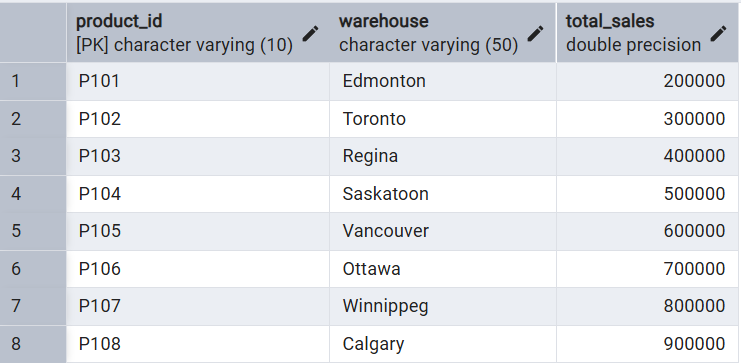 product_id warehouse total_sales
[PK] character varying (10) character varying (50) double precision
1 P101 Edmonton 200000
2 P102 Toronto 300000
3 P103 Regina 400000
4 P104 Saskatoon 500000
5 P105 Vancouver 600000
6 P106 Ottawa 700000
7 P107 Winnippeg 800000
8 P108 Calgary 900000